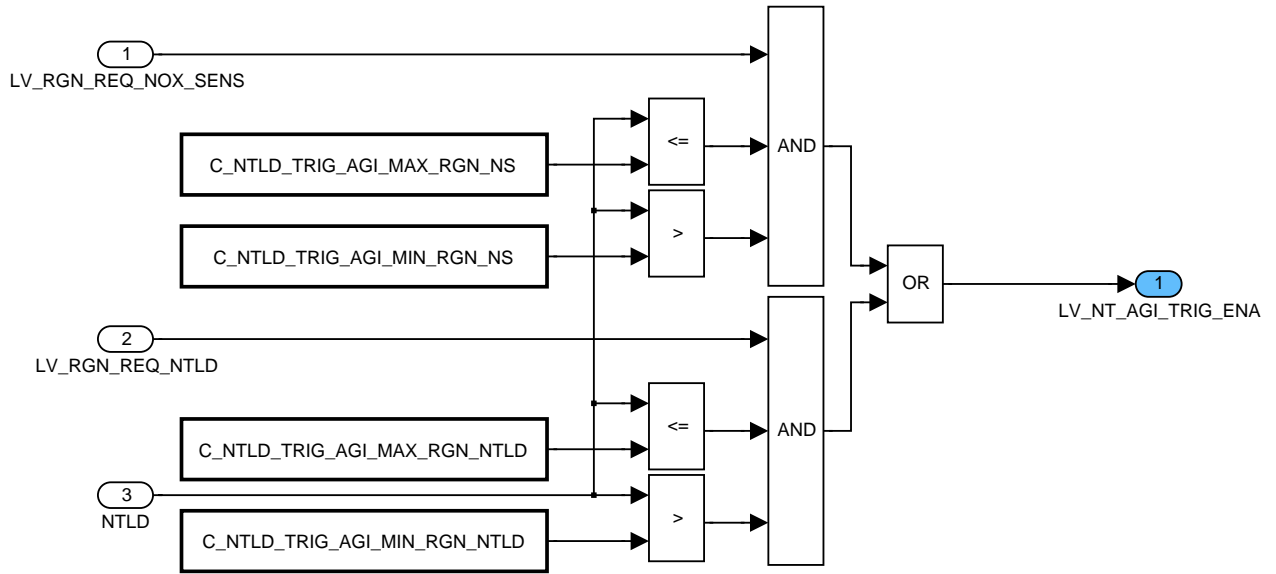 1
LV_RGN_REQ_NOX_SENS
C_NTLD_TRIG_AGI_MAX_RGN_NS
<=
AND
C_NTLD_TRIG_AGI_MIN_RGN_NS
>
OR
1
LV_NT_AGI_TRIG_ENA
2
LV_RGN_REQ_NTLD
C_NTLD_TRIG_AGI_MAX_RGN_NTLD
<=
AND
3
NTLD
C_NTLD_TRIG_AGI_MIN_RGN_NTLD
>